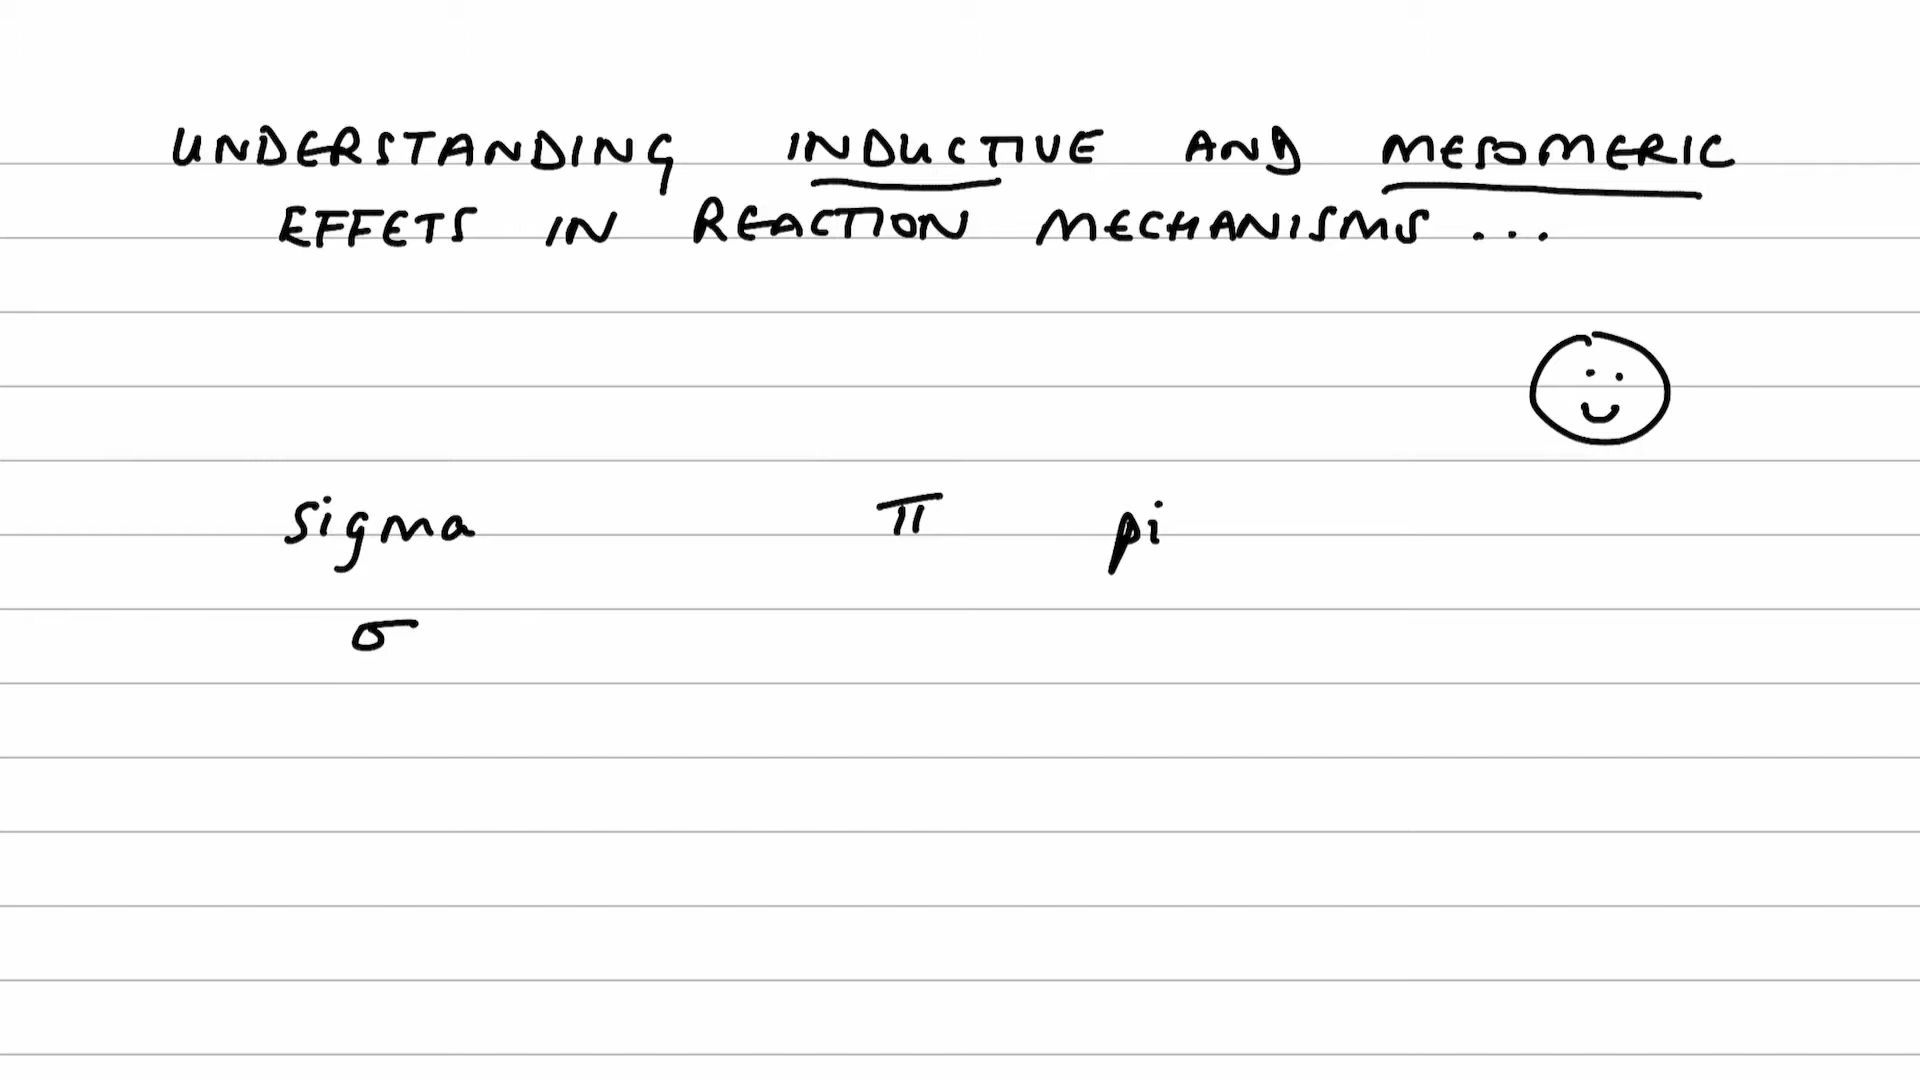 UNDERSTANDING INDUCTIVE AND MESOMERIC
EFFETS IN REACTION MECHANISMS ...
sigma π pi
σ